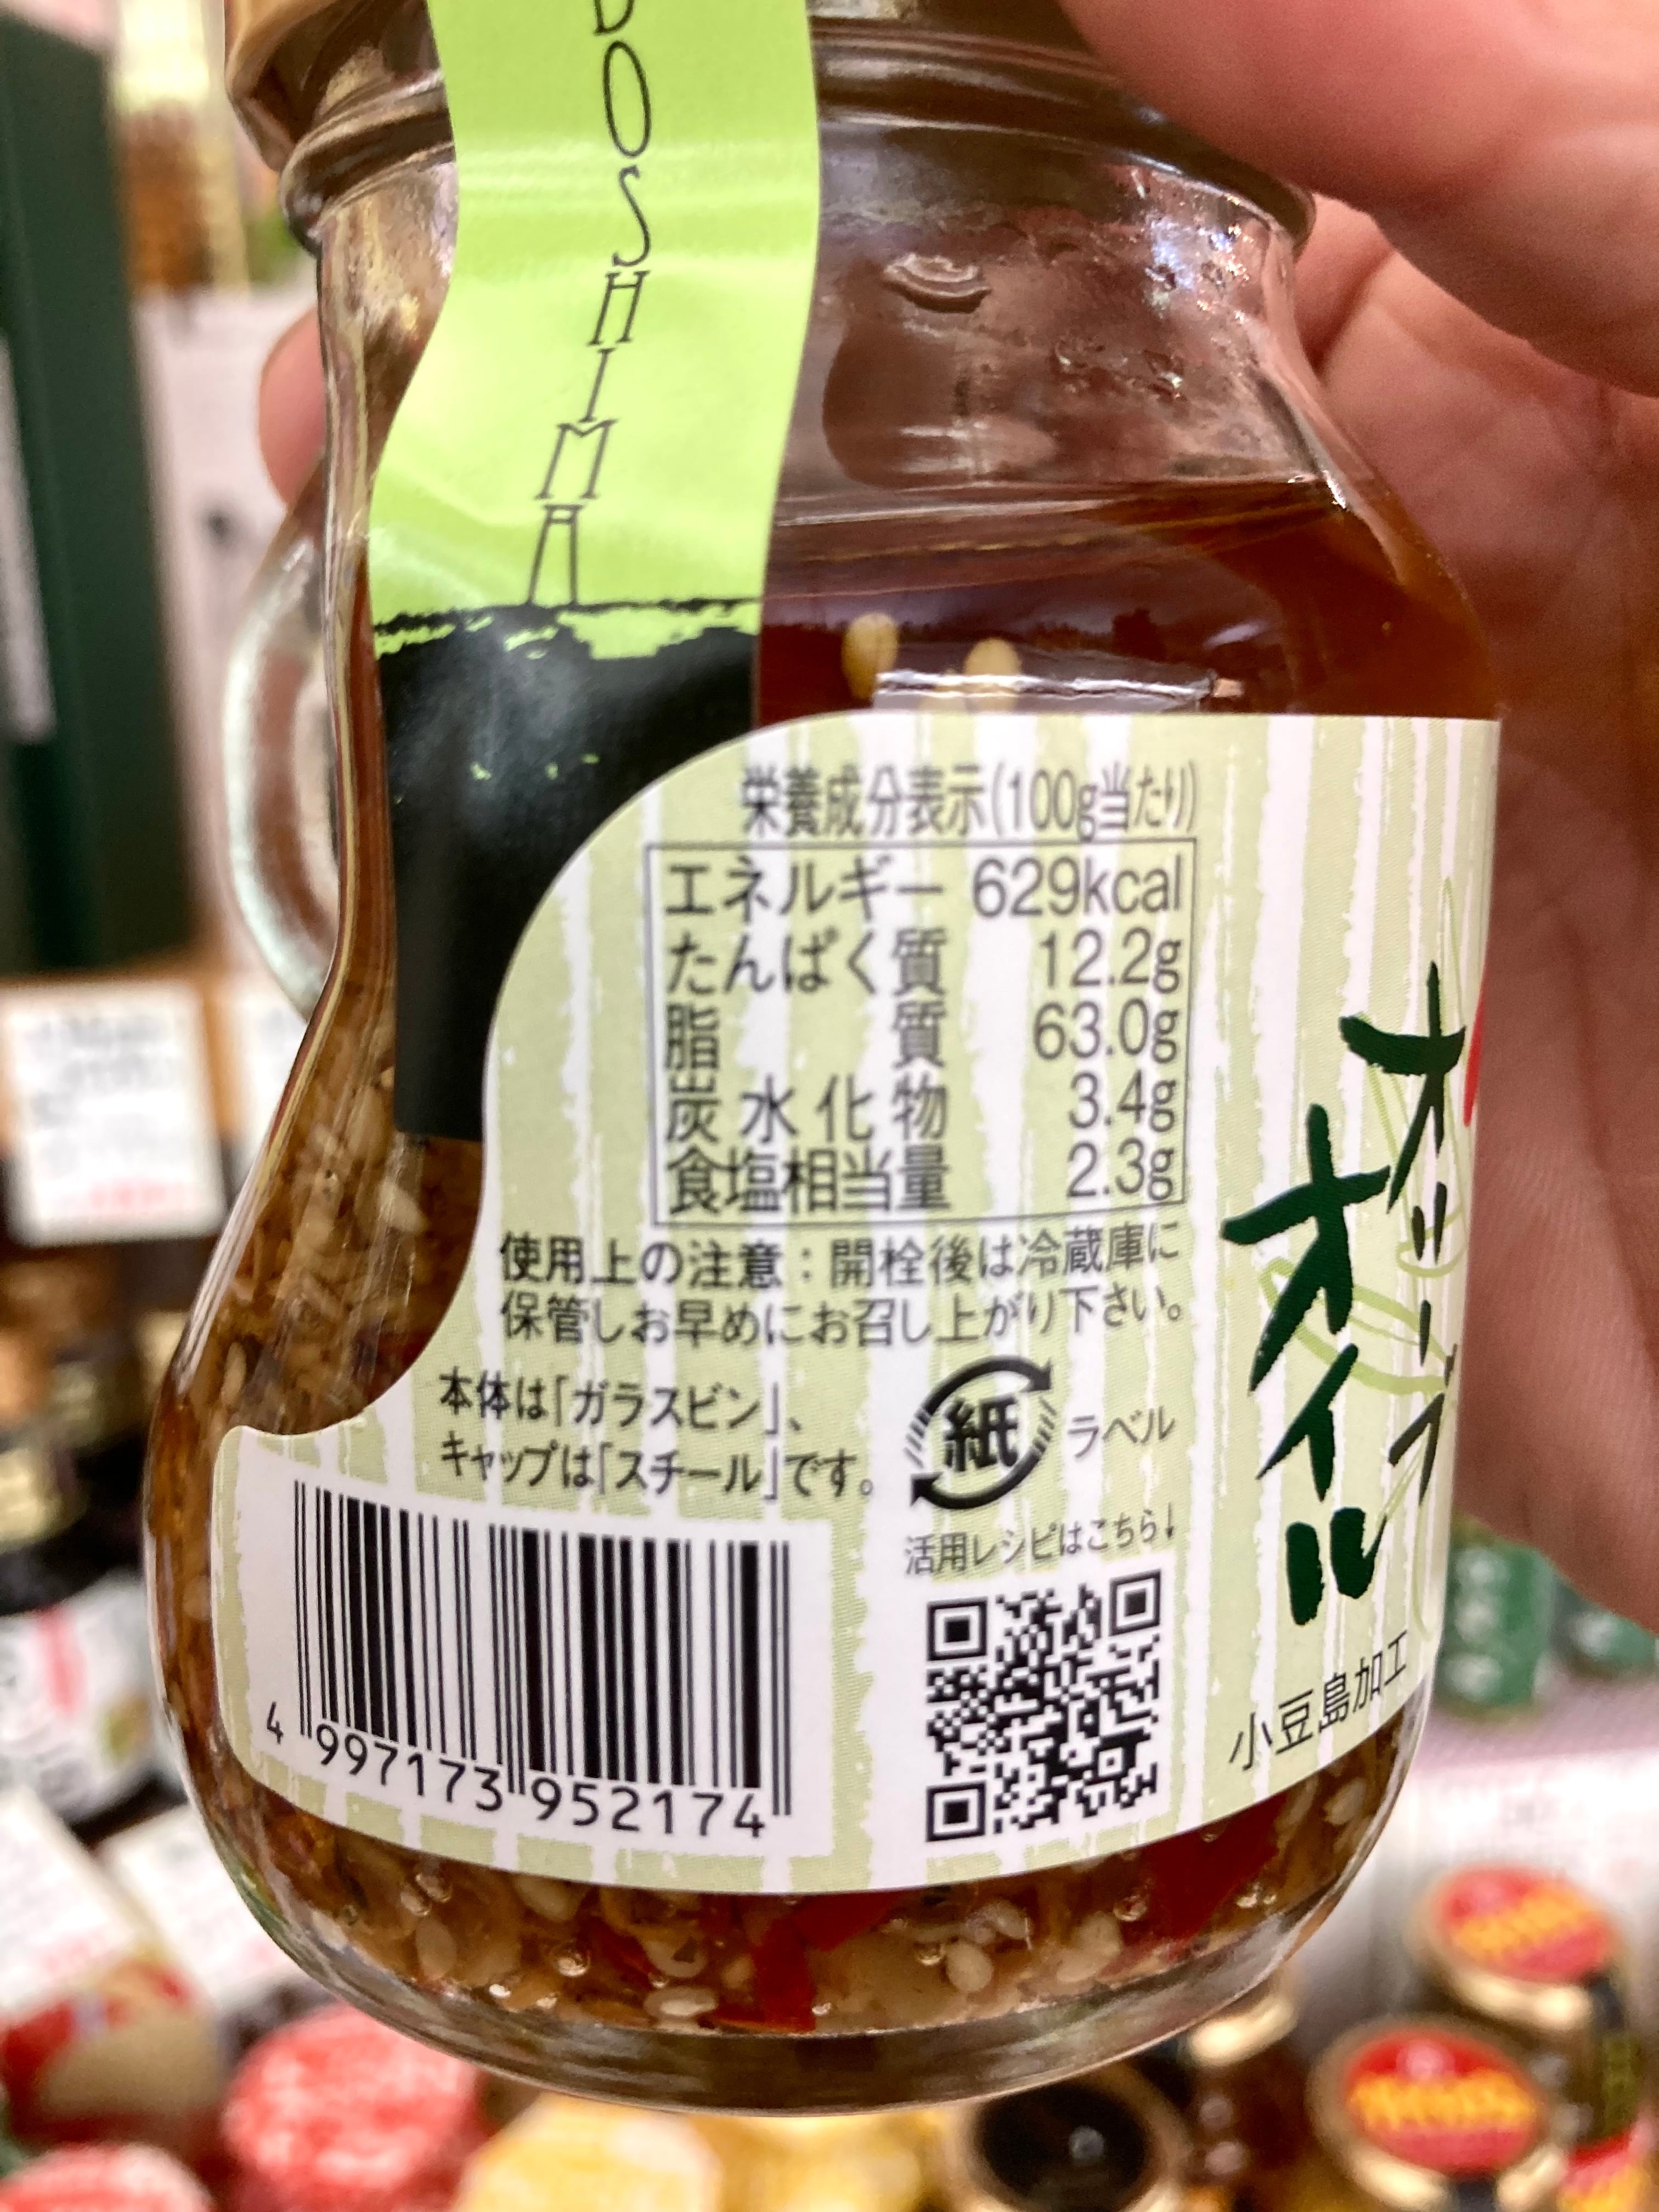 DOSHIMA
栄養成分表示(100g当たり)
エネルギー 629kcal
たんぱく質 12.2g
脂質 63.0g
炭水化物 3.4g
食塩相当量 2.3g
使用上の注意：開栓後は冷蔵庫に
保管しお早めにお召し上がり下さい。
本体は「ガラスビン」、
キャップは「スチール」です。
紙 ラベル
活用レシピはこちら↓
4 997173 952174
オリーブ
オイル
小豆島加工